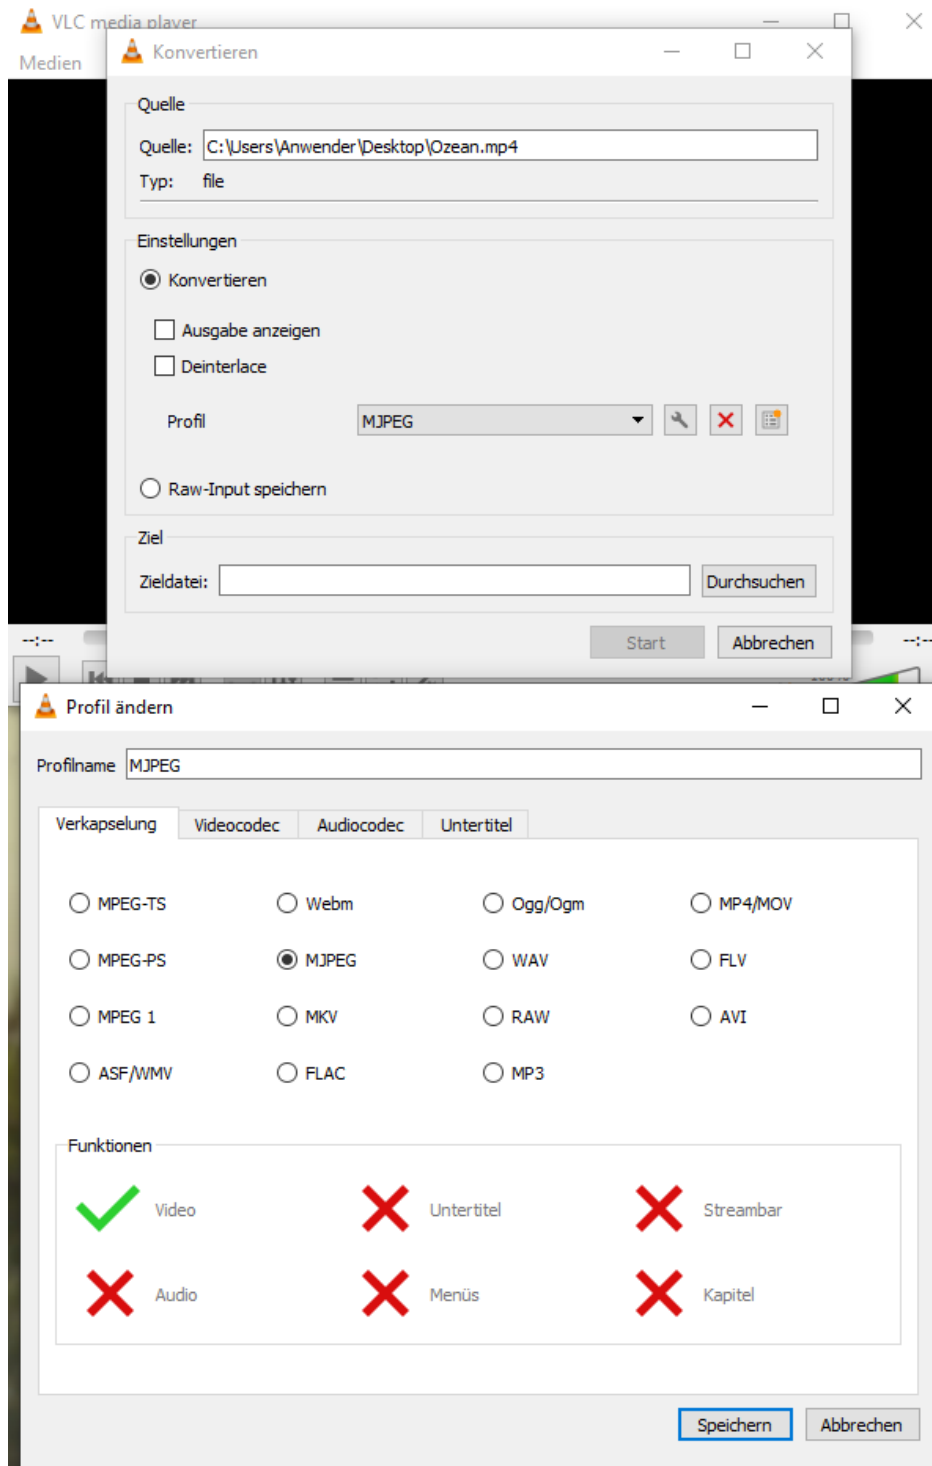 VLC media player
Medien
Konvertieren
Quelle
Quelle: C:\Users\Anwender\Desktop\Ozean.mp4
Typ: file
Einstellungen
Konvertieren
Ausgabe anzeigen
Deinterlace
Profil MJPEG
Raw-Input speichern
Ziel
Zieldatei: Durchsuchen
--:-- --:--
Start Abbrechen
Profil ändern
Profilname MJPEG
Verkapselung Videocodec Audiocodec Untertitel
MPEG-TS Webm Ogg/Ogm MP4/MOV
MPEG-PS MJPEG WAV FLV
MPEG 1 MKV RAW AVI
ASF/WMV FLAC MP3
Funktionen
Video Untertitel Streambar
Audio Menüs Kapitel
Speichern Abbrechen